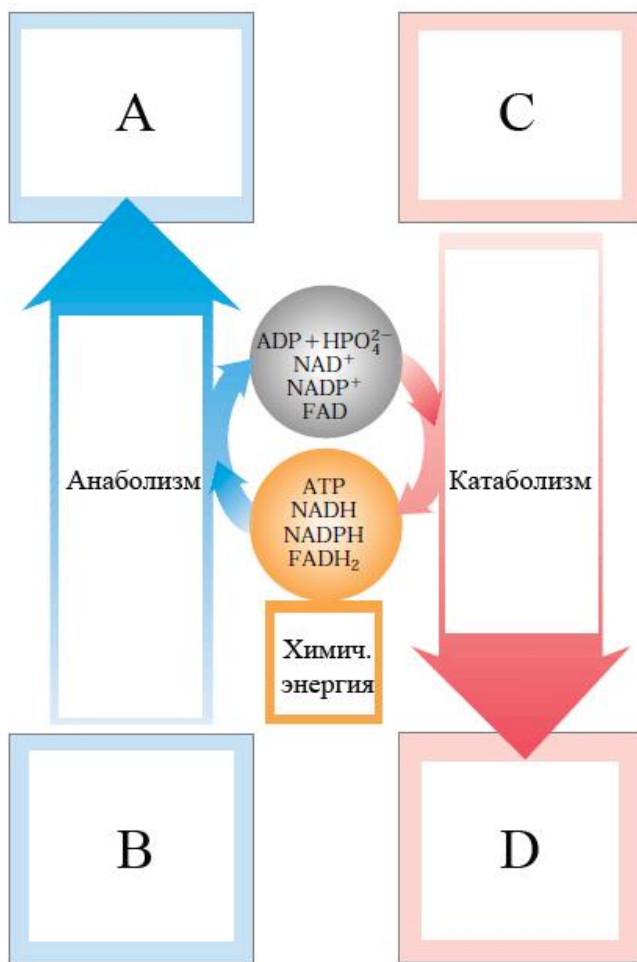 A
C
ADP + HPO₄²⁻
NAD⁺
NADP⁺
FAD
Анаболизм
Катаболизм
ATP
NADH
NADPH
FADH₂
Химич.
энергия
B
D